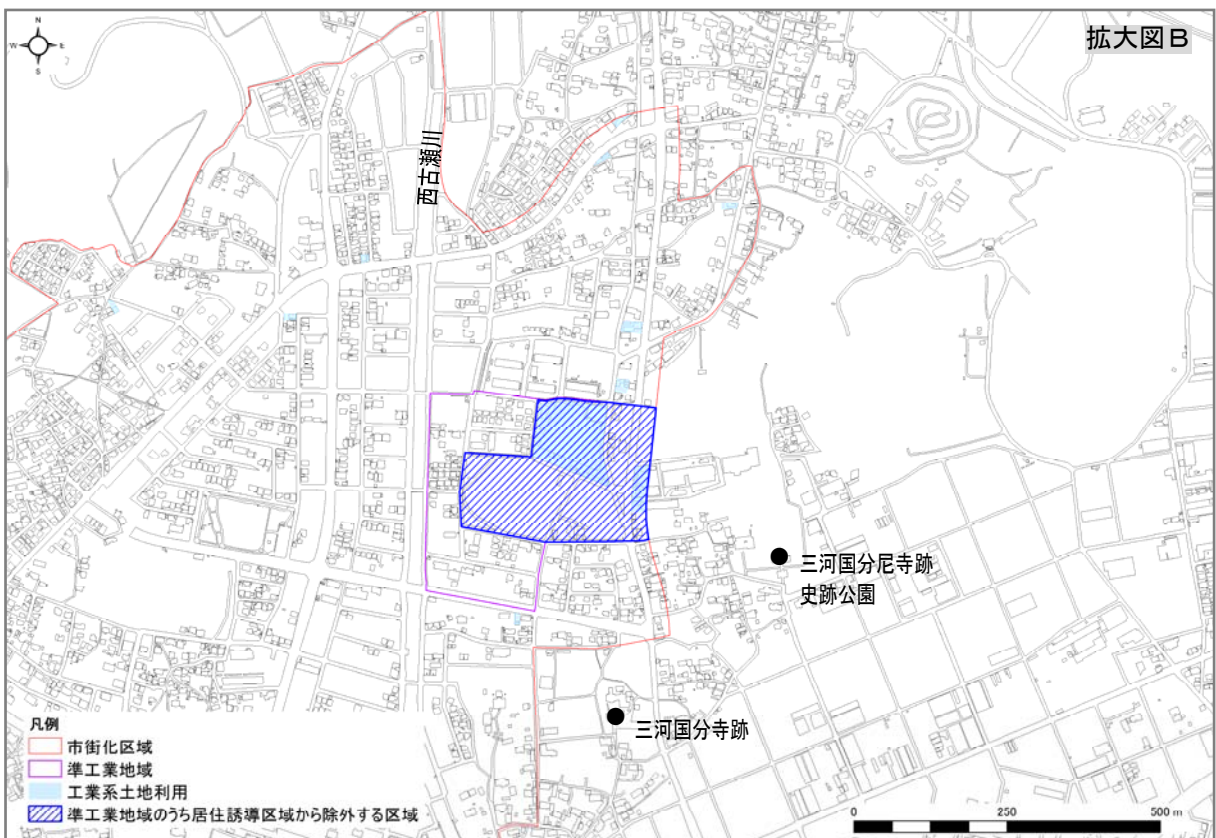 拡大図B
N
W
E
S
西古瀬川
三河国分尼寺跡
史跡公園
三河国分寺跡
凡例
市街化区域
準工業地域
工業系土地利用
準工業地域のうち居住誘導区域から除外する区域
0
250
500 m